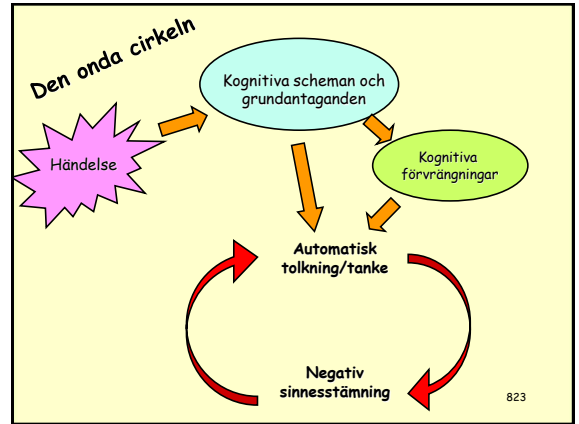 Den onda cirkeln
Kognitiva scheman och
grundantaganden
Händelse
Kognitiva
förvrängningar
Automatisk
tolkning/tanke
Negativ
sinnesstämning
823